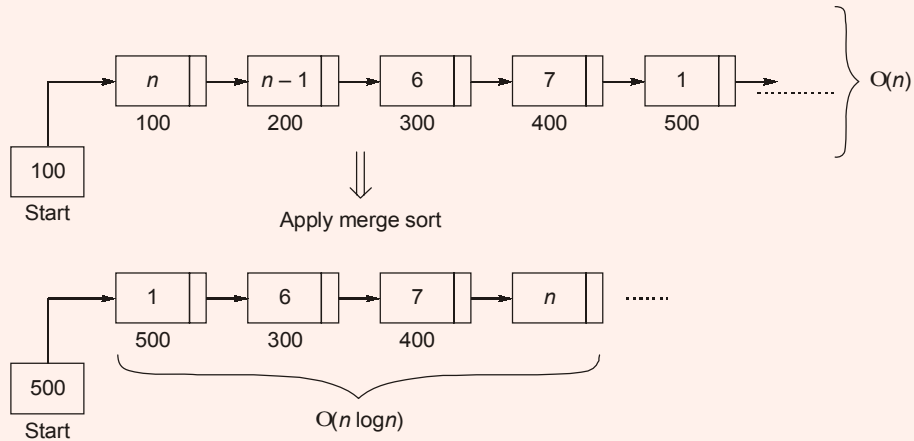 n n – 1 6 7 1
O(n)
100 200 300 400 500
100
Start
Apply merge sort
1 6 7 n
500 300 400
500
Start
O(n logn)